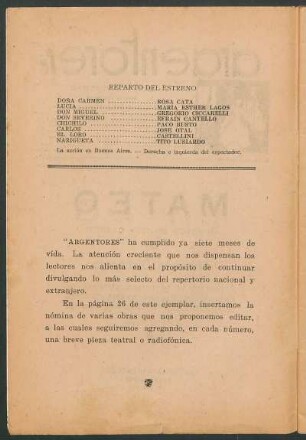 REPARTO DEL ESTRENO
DOÑA CARMEN ............ ROSA CATA
LUCIA ............ MARIA ESTHER LAGOS
DON MIGUEL ............ GREGORIO CICCARELLI
DON SEVERINO ............ EFRAIN CANTELLO
CHICHILO ............ PACO BUSTO
CARLOS ............ JOSE OTAL
EL LORO ............ CASTELLINI
NARIGUETA ............ TITO LUSIARDO
La acción en Buenos Aires. — Derecha e izquierda del espectador.
"ARGENTORES" ha cumplido ya siete meses de
vida. La atención creciente que nos dispensan los
lectores nos alienta en el propósito de continuar
divulgando lo más selecto del repertorio nacional y
extranjero.
En la página 26 de este ejemplar, insertamos la
nómina de varias obras que nos proponemos editar,
a las cuales seguiremos agregando, en cada número,
una breve pieza teatral o radiofónica.